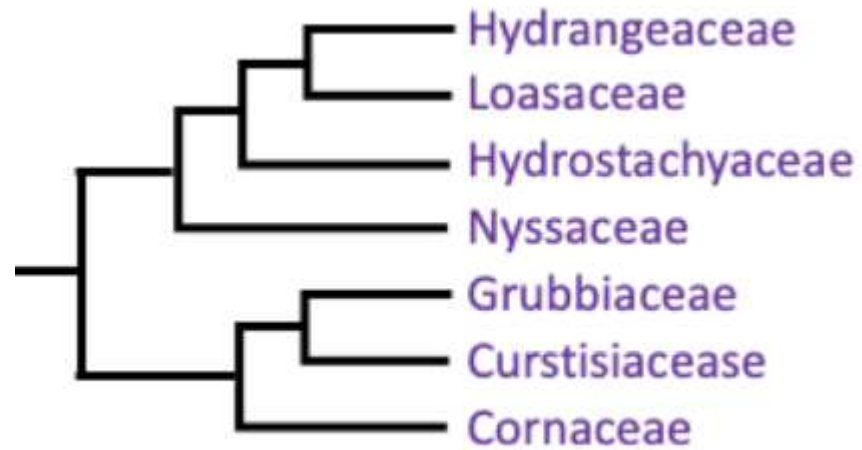 Hydrangeaceae
Loasaceae
Hydrostachyaceae
Nyssaceae
Grubbiaceae
Curstisiacease
Cornaceae